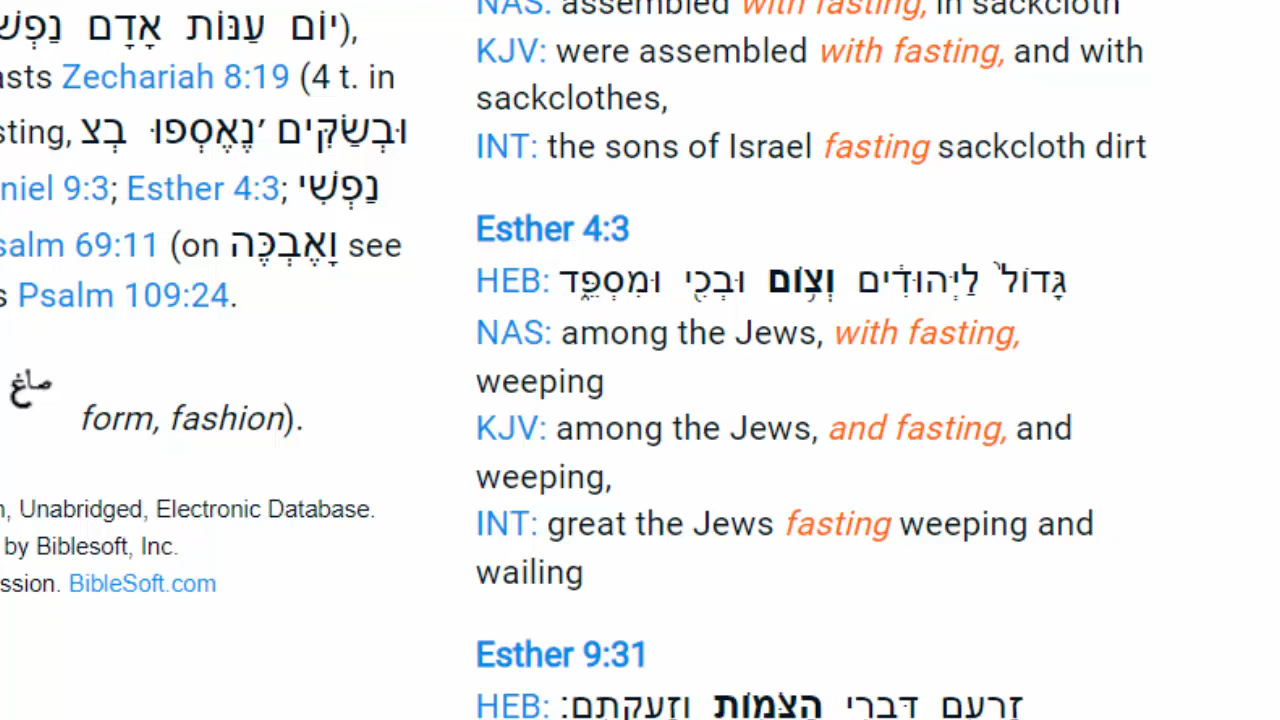 יוֹם עַנּוֹת אָדָם נַפְשׁ),
asts Zechariah 8:19 (4 t. in
sting, וּבְשַׂקִּים ׳נֶאֶסְפוּ בְצ
niel 9:3; Esther 4:3; נַפְשִׁי
salm 69:11 (on וָאֶבְכֶּה see
s Psalm 109:24.
صاغ form, fashion).
n, Unabridged, Electronic Database.
by Biblesoft, Inc.
ssion. BibleSoft.com
NAS: assembled with fasting, in sackcloth
KJV: were assembled with fasting, and with
sackclothes,
INT: the sons of Israel fasting sackcloth dirt
Esther 4:3
HEB: גָּדוֹל֙ לַיְּהוּדִ֔ים וְצ֥וֹם וּבְכִ֖י וּמִסְפֵּ֑ד
NAS: among the Jews, with fasting,
weeping
KJV: among the Jews, and fasting, and
weeping,
INT: great the Jews fasting weeping and
wailing
Esther 9:31
HEB: זַרְעָם דִּבְרֵי הַצֹּמוֹת וְזַעֲקָתָם׃